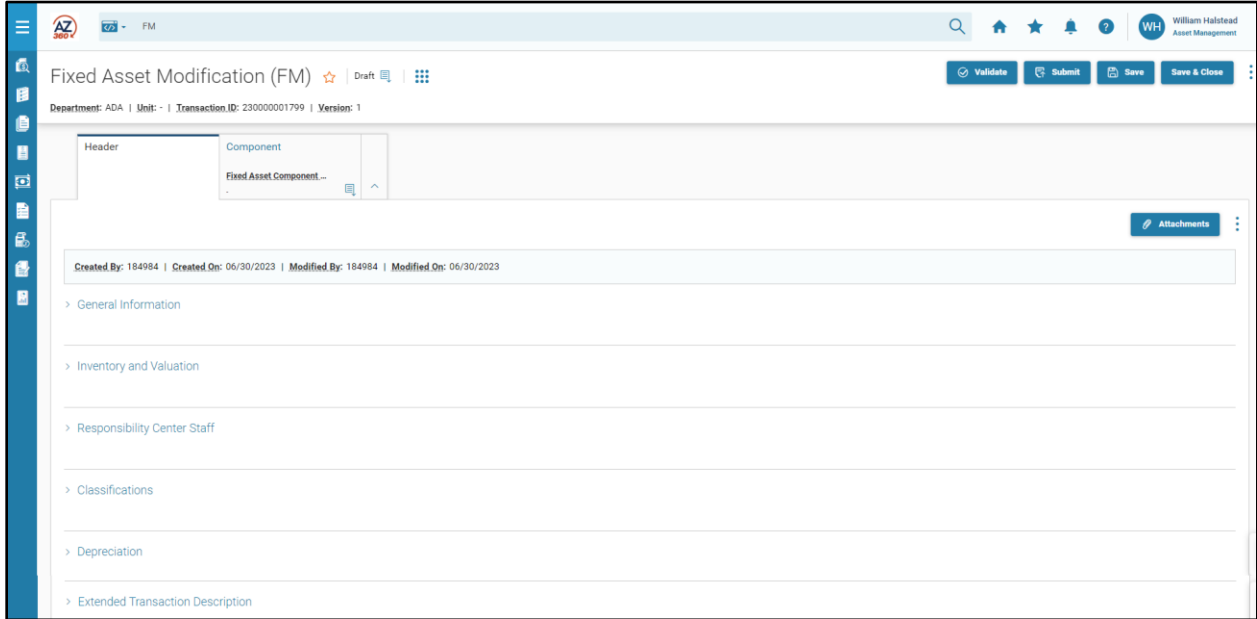 AZ 360 FM WH William Halstead
Asset Management
Fixed Asset Modification (FM) Draft Validate Submit Save Save & Close
Department: ADA | Unit: - | Transaction ID: 230000001799 | Version: 1
Header Component
Fixed Asset Component ...
-
Attachments
Created By: 184984 | Created On: 06/30/2023 | Modified By: 184984 | Modified On: 06/30/2023
General Information
Inventory and Valuation
Responsibility Center Staff
Classifications
Depreciation
Extended Transaction Description